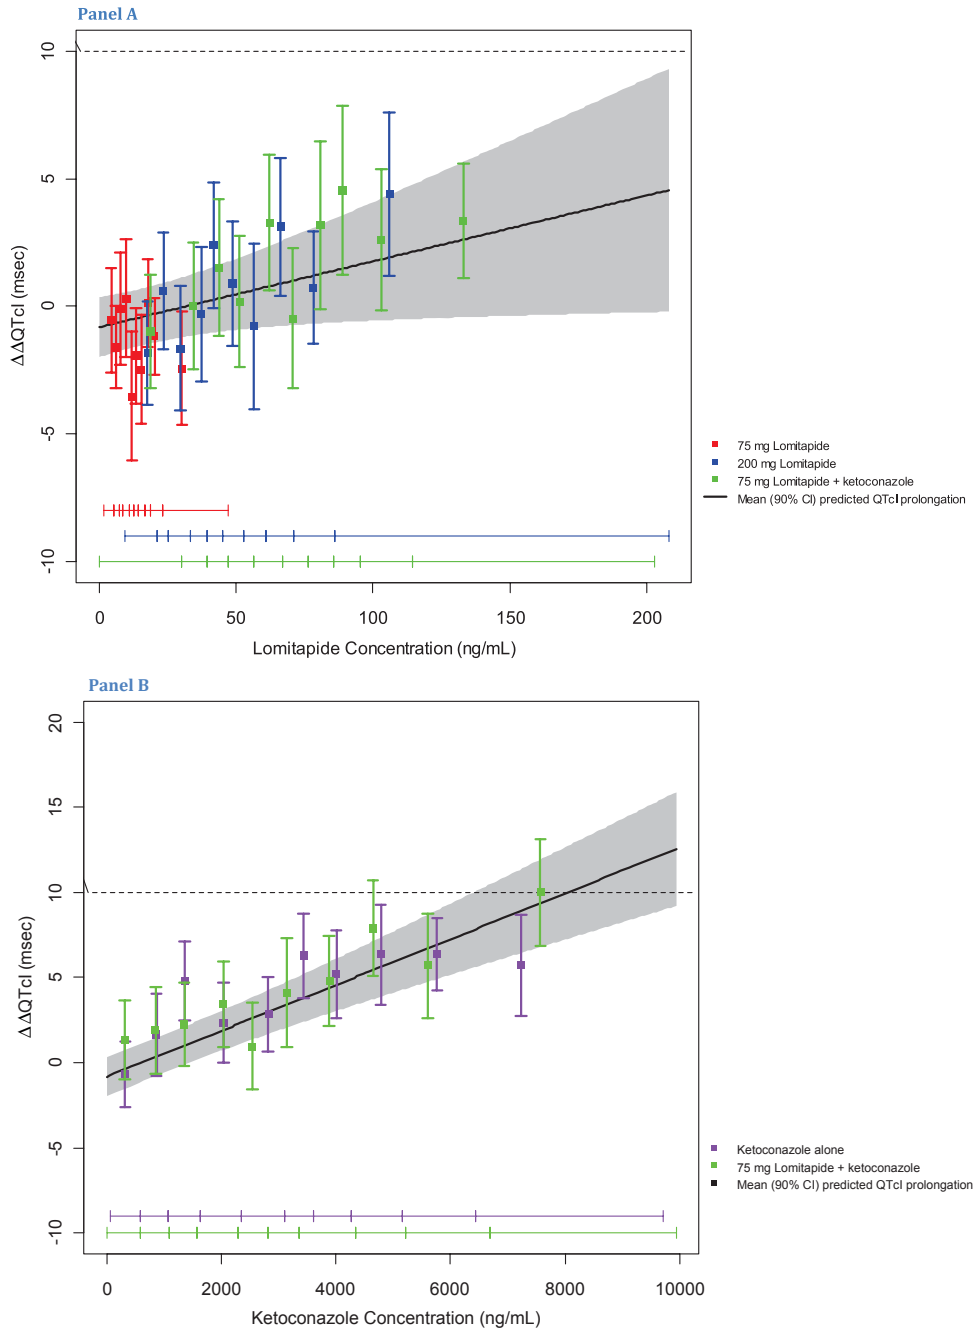 Panel A
10
5
0
-5
-10
ΔΔQTcI (msec)
0 50 100 150 200
Lomitapide Concentration (ng/mL)
75 mg Lomitapide
200 mg Lomitapide
75 mg Lomitapide + ketoconazole
Mean (90% CI) predicted QTcI prolongation
Panel B
20
15
10
5
0
-5
-10
ΔΔQTcI (msec)
0 2000 4000 6000 8000 10000
Ketoconazole Concentration (ng/mL)
Ketoconazole alone
75 mg Lomitapide + ketoconazole
Mean (90% CI) predicted QTcI prolongation